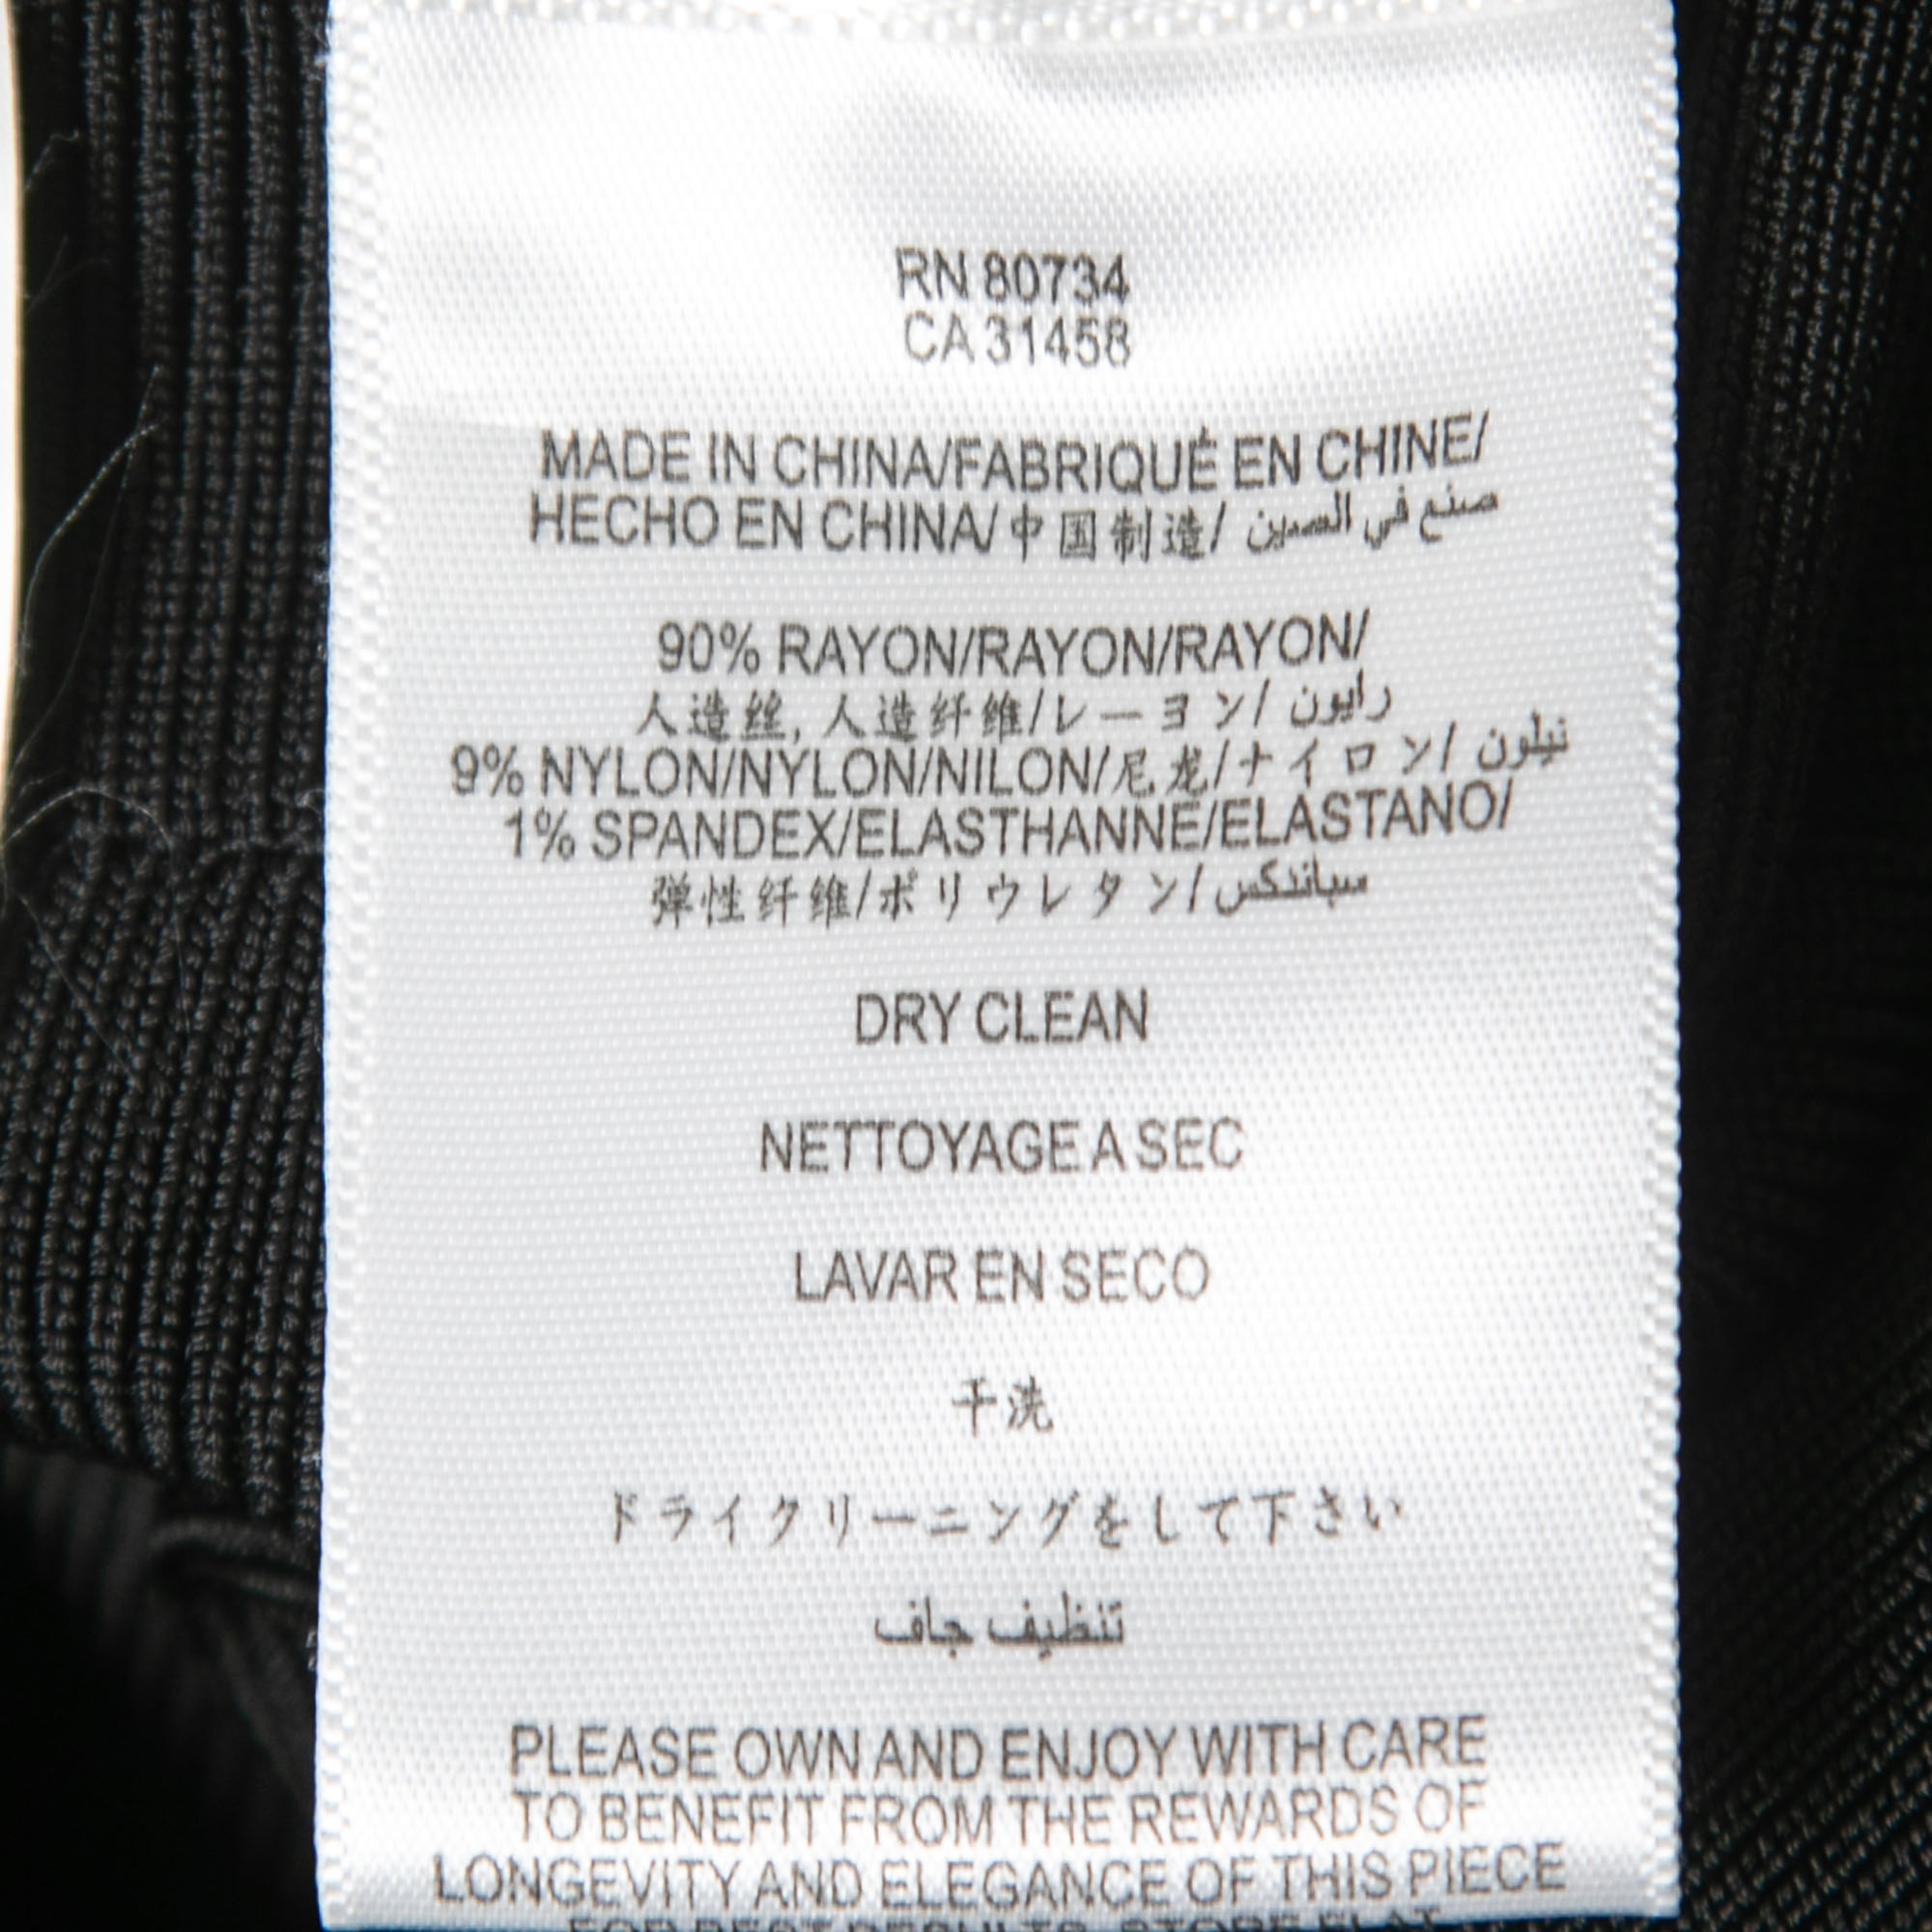 RN 80734
CA 31458
MADE IN CHINA/FABRIQUÉ EN CHINE/
HECHO EN CHINA/中国制造/ صنع في الصين
90% RAYON/RAYON/RAYON/
人造丝, 人造纤维/レーヨン/ رايون
9% NYLON/NYLON/NILON/尼龙/ナイロン/ نيلون
1% SPANDEX/ELASTHANNE/ELASTANO/
弹性纤维/ポリウレタン/ سباندكس
DRY CLEAN
NETTOYAGE A SEC
LAVAR EN SECO
干洗
ドライクリーニングをして下さい
تنظيف جاف
PLEASE OWN AND ENJOY WITH CARE
TO BENEFIT FROM THE REWARDS OF
LONGEVITY AND ELEGANCE OF THIS PIECE
FOR BEST RESULTS, STORE FLAT